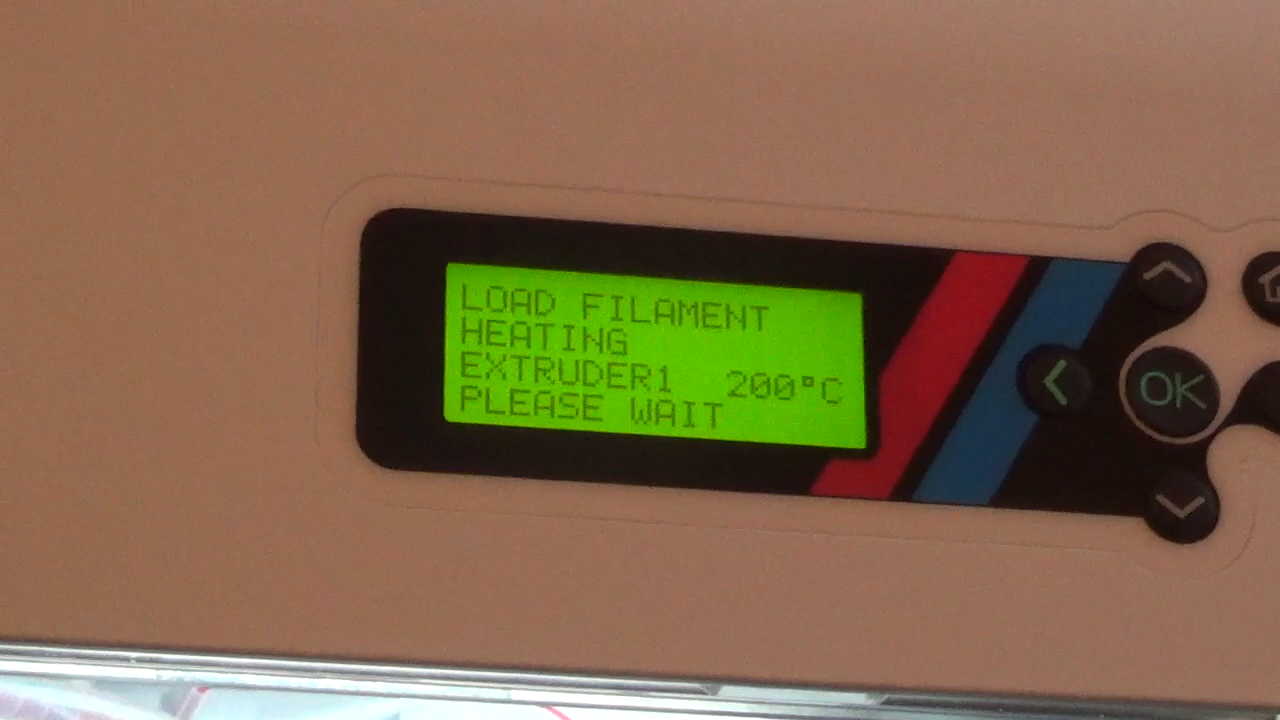 LOAD FILAMENT
HEATING
EXTRUDER1 200°C
PLEASE WAIT
OK